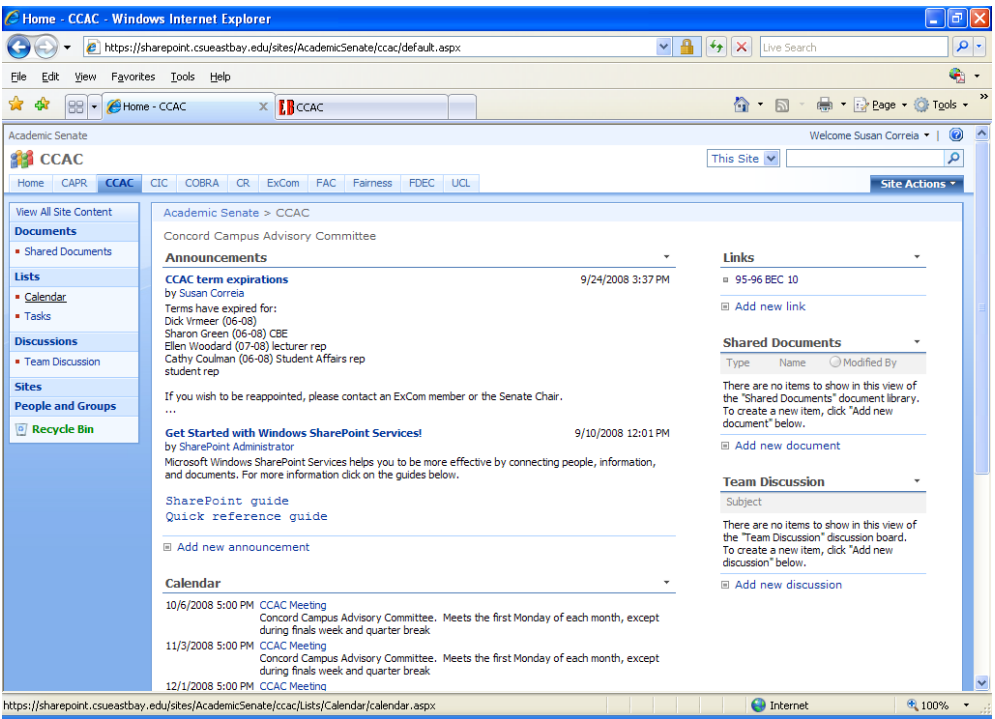 Home - CCAC - Windows Internet Explorer
https://sharepoint.csueastbay.edu/sites/AcademicSenate/ccac/default.aspx
Live Search
File Edit View Favorites Tools Help
Home - CCAC
CCAC
Page Tools
Academic Senate
Welcome Susan Correia
CCAC
This Site
Home CAPR CCAC CIC COBRA CR ExCom FAC Fairness FDEC UCL
Site Actions
View All Site Content
Documents
Shared Documents
Lists
Calendar
Tasks
Discussions
Team Discussion
Sites
People and Groups
Recycle Bin
Academic Senate > CCAC
Concord Campus Advisory Committee
Announcements
CCAC term expirations 9/24/2008 3:37 PM
by Susan Correia
Terms have expired for:
Dick Vrmeer (06-08)
Sharon Green (06-08) CBE
Ellen Woodard (07-08) lecturer rep
Cathy Coulman (06-08) Student Affairs rep
student rep
If you wish to be reappointed, please contact an ExCom member or the Senate Chair.
...
Get Started with Windows SharePoint Services! 9/10/2008 12:01 PM
by SharePoint Administrator
Microsoft Windows SharePoint Services helps you to be more effective by connecting people, information,
and documents. For more information click on the guides below.
SharePoint guide
Quick reference guide
Add new announcement
Calendar
10/6/2008 5:00 PM CCAC Meeting
Concord Campus Advisory Committee. Meets the first Monday of each month, except
during finals week and quarter break
11/3/2008 5:00 PM CCAC Meeting
Concord Campus Advisory Committee. Meets the first Monday of each month, except
during finals week and quarter break
12/1/2008 5:00 PM CCAC Meeting
Links
95-96 BEC 10
Add new link
Shared Documents
Type Name Modified By
There are no items to show in this view of
the "Shared Documents" document library.
To create a new item, click "Add new
document" below.
Add new document
Team Discussion
Subject
There are no items to show in this view of
the "Team Discussion" discussion board.
To create a new item, click "Add new
discussion" below.
Add new discussion
https://sharepoint.csueastbay.edu/sites/AcademicSenate/ccac/Lists/Calendar/calendar.aspx
Internet
100%